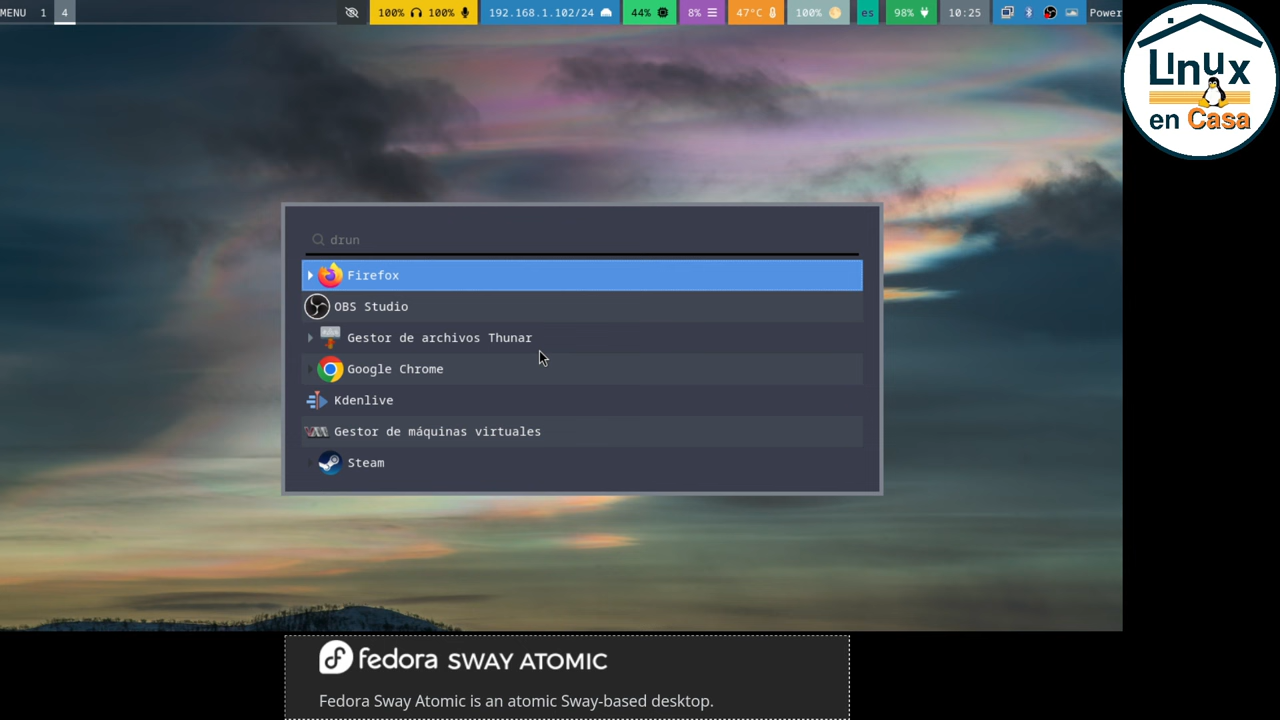 MENU 1 4 100% 100% 192.168.1.102/24 44% 8% 47°C 100% es 98% 10:25 Power
Linux
en Casa
drun
Firefox
OBS Studio
Gestor de archivos Thunar
Google Chrome
Kdenlive
Gestor de máquinas virtuales
Steam
fedora SWAY ATOMIC
Fedora Sway Atomic is an atomic Sway-based desktop.